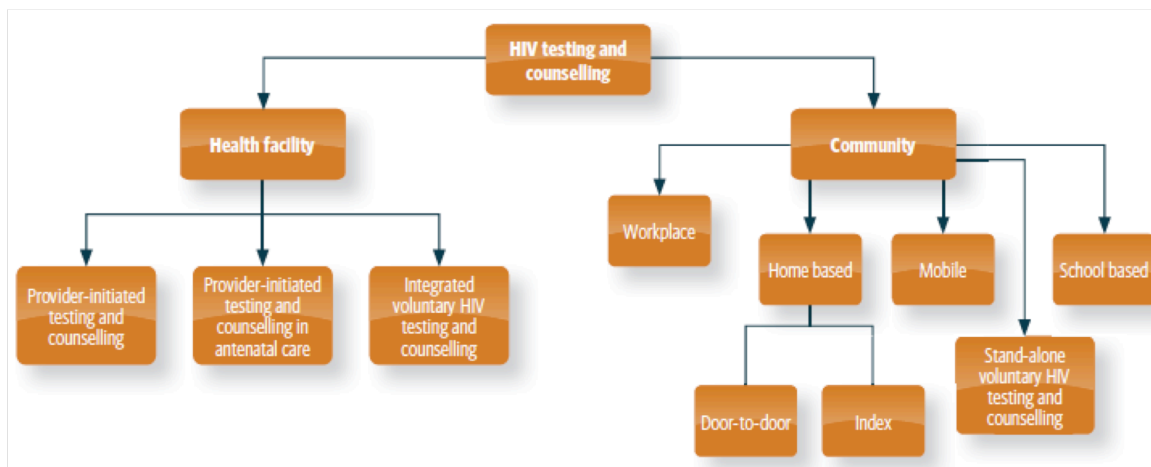 HIV testing and
counselling
Health facility
Community
Workplace
Home based
Mobile
School based
Provider-initiated
testing and
counselling
Provider-initiated
testing and
counselling in
antenatal care
Integrated
voluntary HIV
testing and
counselling
Stand-alone
voluntary HIV
testing and
counselling
Door-to-door
Index